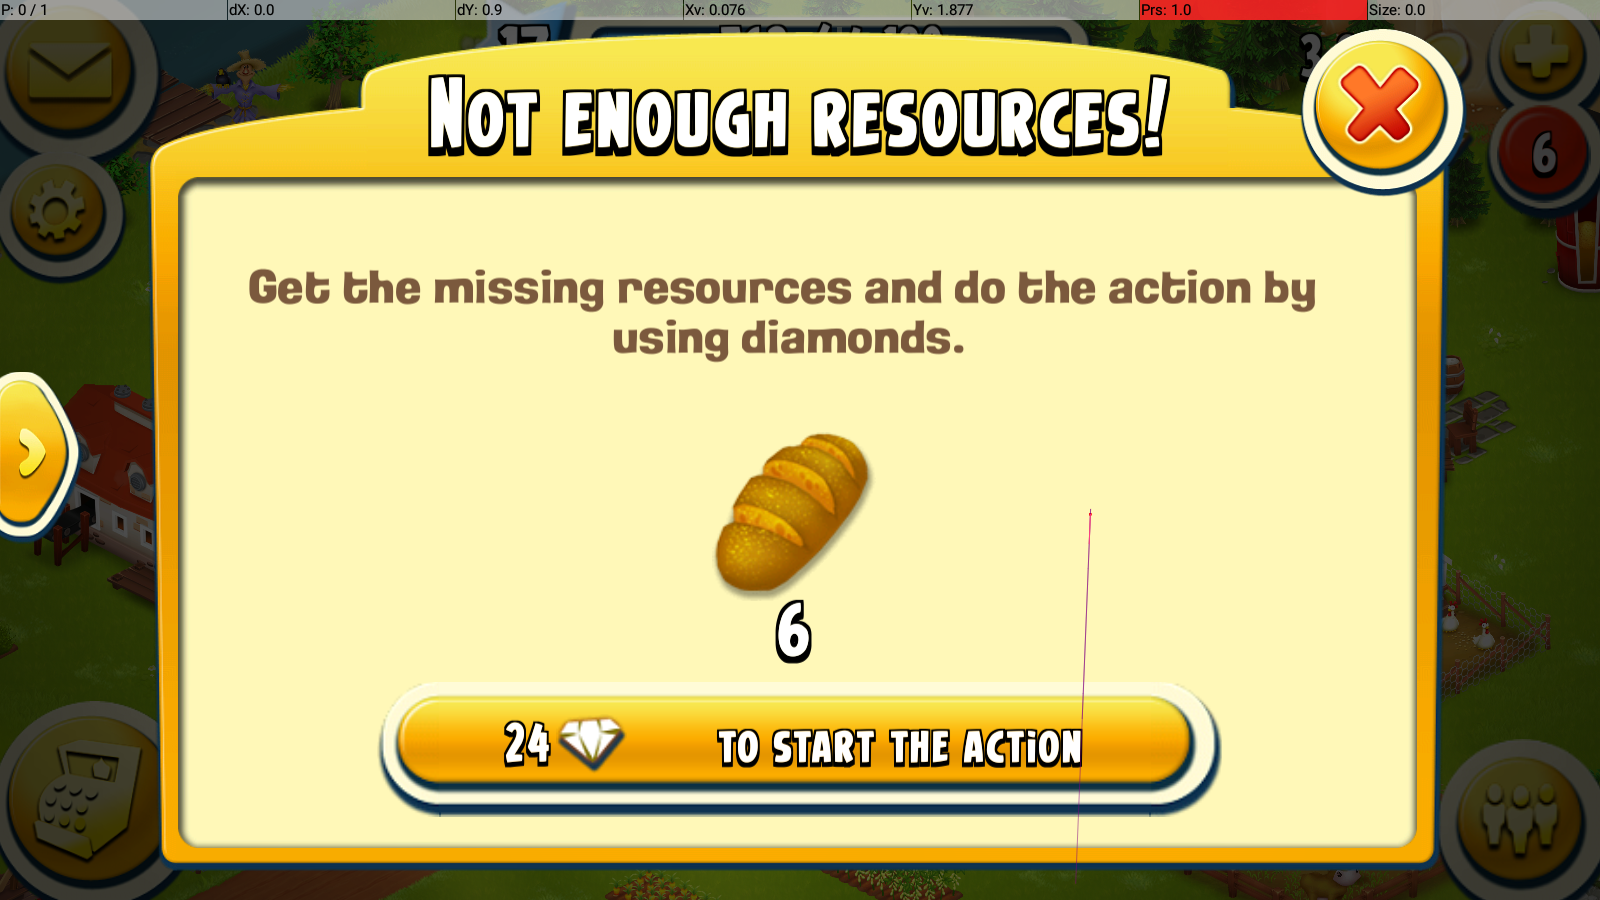 P: 0 / 1 dX: 0.0 dY: 0.9 Xv: 0.076 Yv: 1.877 Prs: 1.0 Size: 0.0
17
NOT ENOUGH RESOURCES!
6
Get the missing resources and do the action by
using diamonds.
6
24 TO START THE ACTION